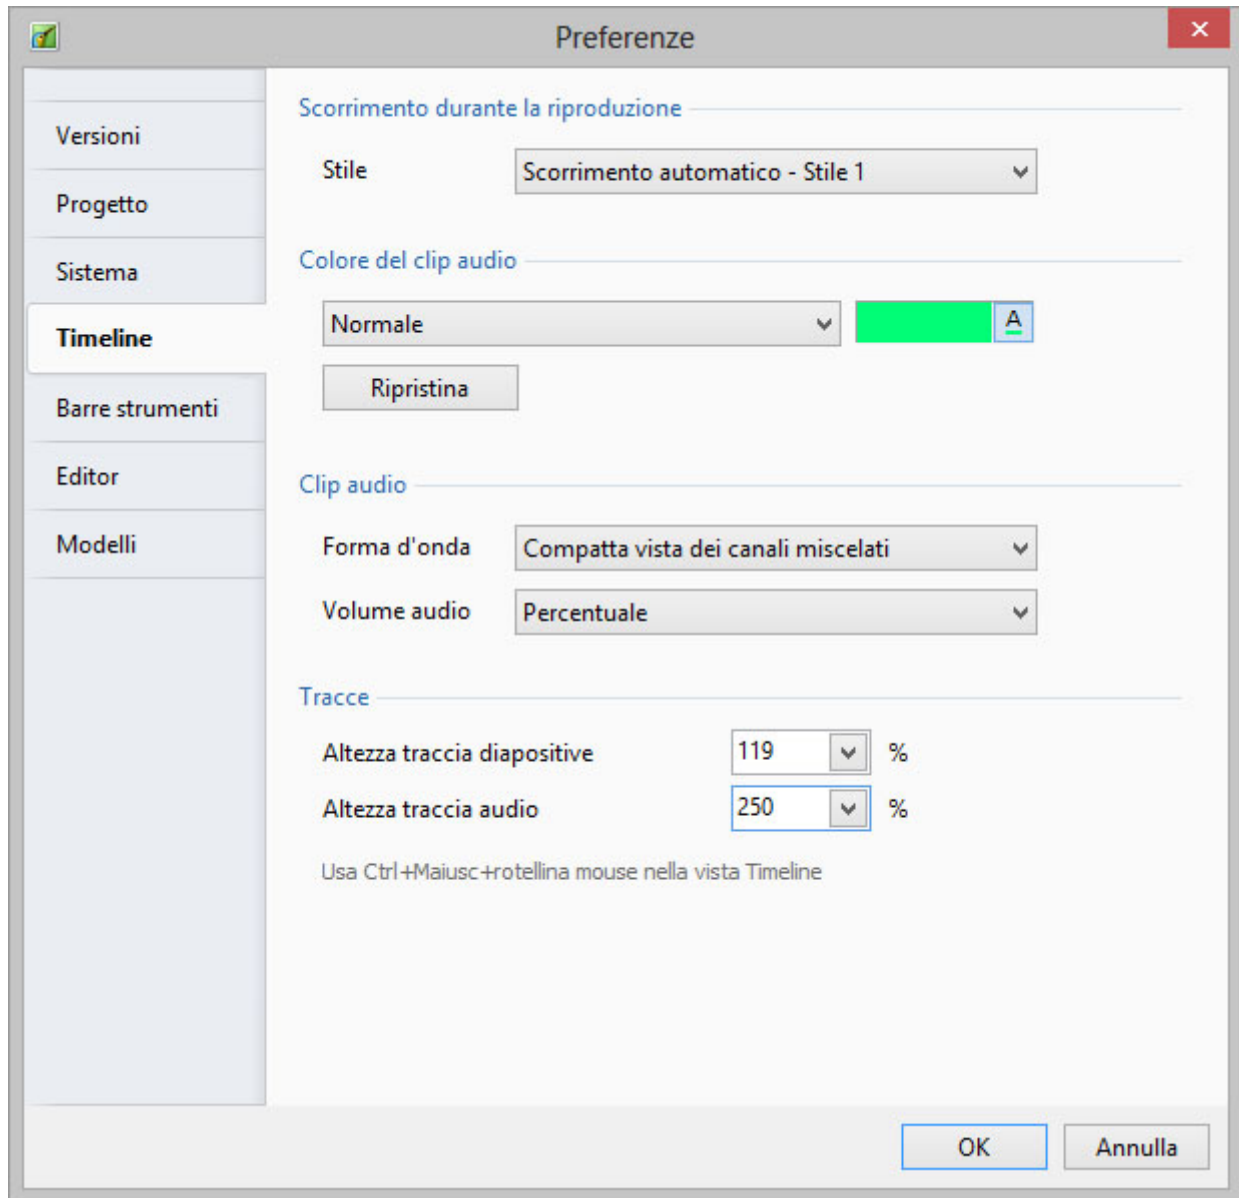 Preferenze
Versioni
Progetto
Sistema
Timeline
Barre strumenti
Editor
Modelli
Scorrimento durante la riproduzione
Stile Scorrimento automatico - Stile 1
Colore del clip audio
Normale A
Ripristina
Clip audio
Forma d'onda Compatta vista dei canali miscelati
Volume audio Percentuale
Tracce
Altezza traccia diapositive 119 %
Altezza traccia audio 250 %
Usa Ctrl+Maiusc+rotellina mouse nella vista Timeline
OK Annulla